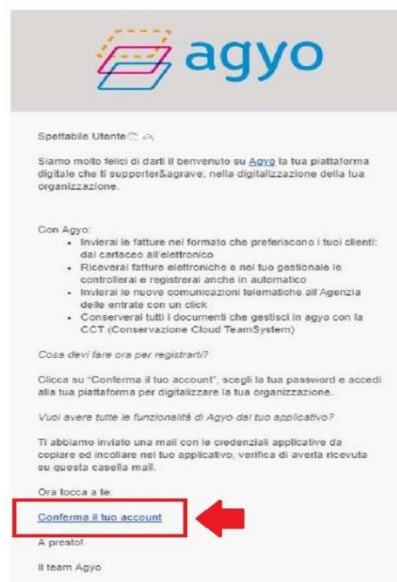 agyo
Spettabile Utente
Siamo molto felici di darti il benvenuto su Agyo la tua piattaforma
digitale che ti supporter&agrave; nella digitalizzazione della tua
organizzazione.
Con Agyo:
• Invierai le fatture nel formato che preferiscono i tuoi clienti:
dal cartaceo all'elettronico
• Riceverai fatture elettroniche e nel tuo gestionale le
controllerai e registrerai anche in automatico
• Invierai le nuove comunicazioni telematiche all'Agenzia
delle entrate con un click
• Conserverai tutti i documenti che gestisci in agyo con la
CCT (Conservazione Cloud TeamSystem)
Cosa devi fare ora per registrarti?
Clicca su "Conferma il tuo account", scegli la tua password e accedi
alla tua piattaforma per digitalizzare la tua organizzazione.
Vuoi avere tutte le funzionalità di Agyo dal tuo applicativo?
Ti abbiamo inviato una mail con le credenziali applicative da
copiare ed incollare nel tuo applicativo, verifica di averla ricevuta
su questa casella mail.
Ora tocca a te:
Conferma il tuo account
A presto!
Il team Agyo